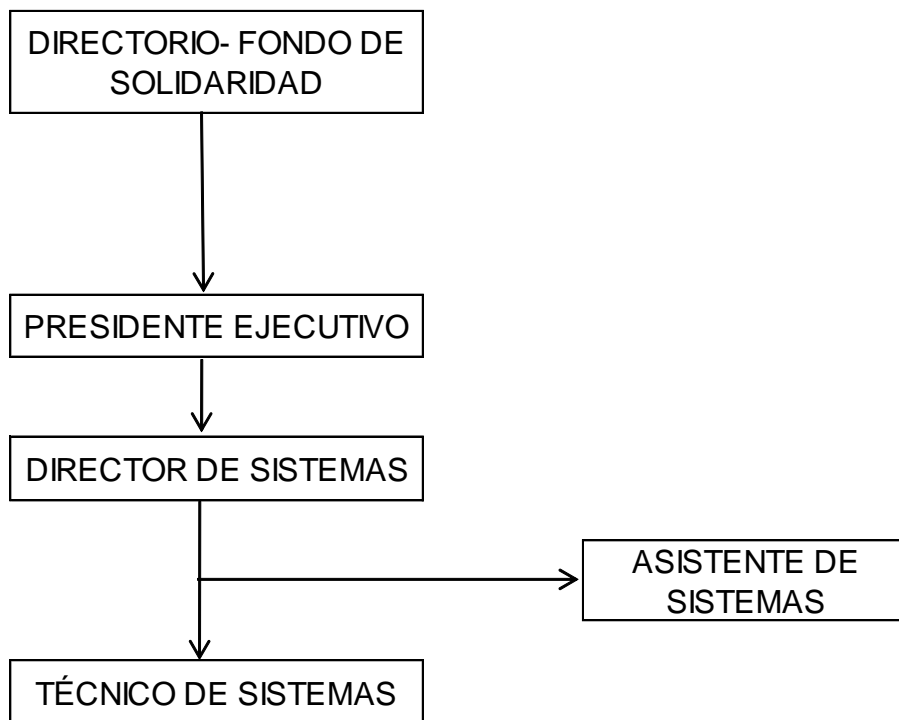 DIRECTORIO- FONDO DE
SOLIDARIDAD
PRESIDENTE EJECUTIVO
DIRECTOR DE SISTEMAS
ASISTENTE DE
SISTEMAS
TÉCNICO DE SISTEMAS